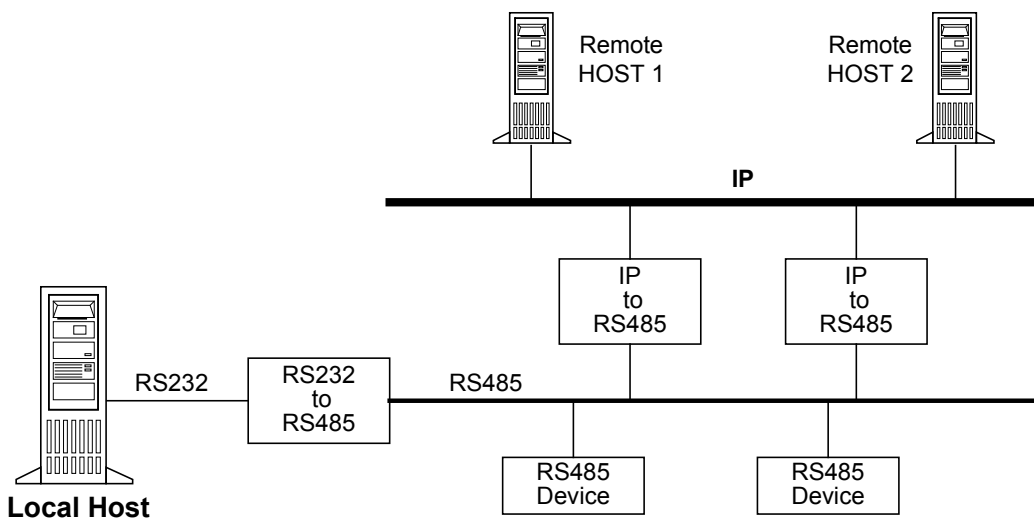 Remote
HOST 1
Remote
HOST 2
IP
IP
to
RS485
IP
to
RS485
RS232
RS232
to
RS485
RS485
RS485
Device
RS485
Device
Local Host